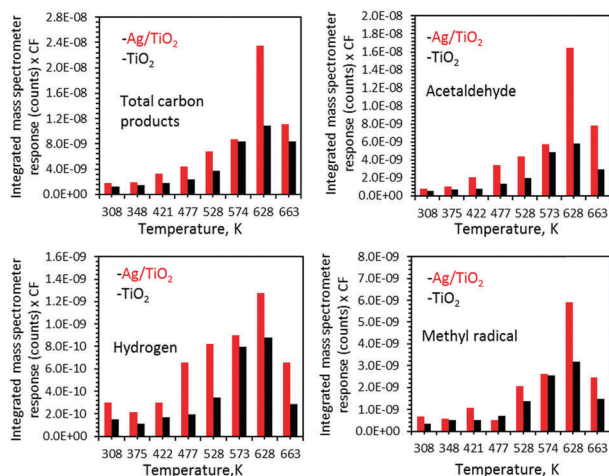 Integrated mass spectrometer
response (counts) x CF
2.8E-08
2.4E-08
2.0E-08
1.6E-08
1.2E-08
8.0E-09
4.0E-09
0.0E+00
-Ag/TiO2
-TiO2
Total carbon
products
308 348 421 477 528 574 628 663
Temperature, K
Integrated mass spectrometer
response (counts) x CF
2.0E-08
1.8E-08
1.6E-08
1.4E-08
1.2E-08
1.0E-08
8.0E-09
6.0E-09
4.0E-09
2.0E-09
0.0E+00
-Ag/TiO2
-TiO2
Acetaldehyde
308 375 422 477 528 573 628 663
Temperature, K
Integrated mass spectrometer
response (counts) x CF
1.6E-09
1.4E-09
1.2E-09
1.0E-09
8.0E-10
6.0E-10
4.0E-10
2.0E-10
0.0E+00
-Ag/TiO2
-TiO2
Hydrogen
308 375 422 477 528 573 628 663
Temperature,K
Integrated mass spectrometer
response (counts) x CF
8.0E-09
7.0E-09
6.0E-09
5.0E-09
4.0E-09
3.0E-09
2.0E-09
1.0E-09
0.0E+00
-Ag/TiO2
-TiO2
Methyl radical
308 348 421 477 528 574 628 663
Temperature, K